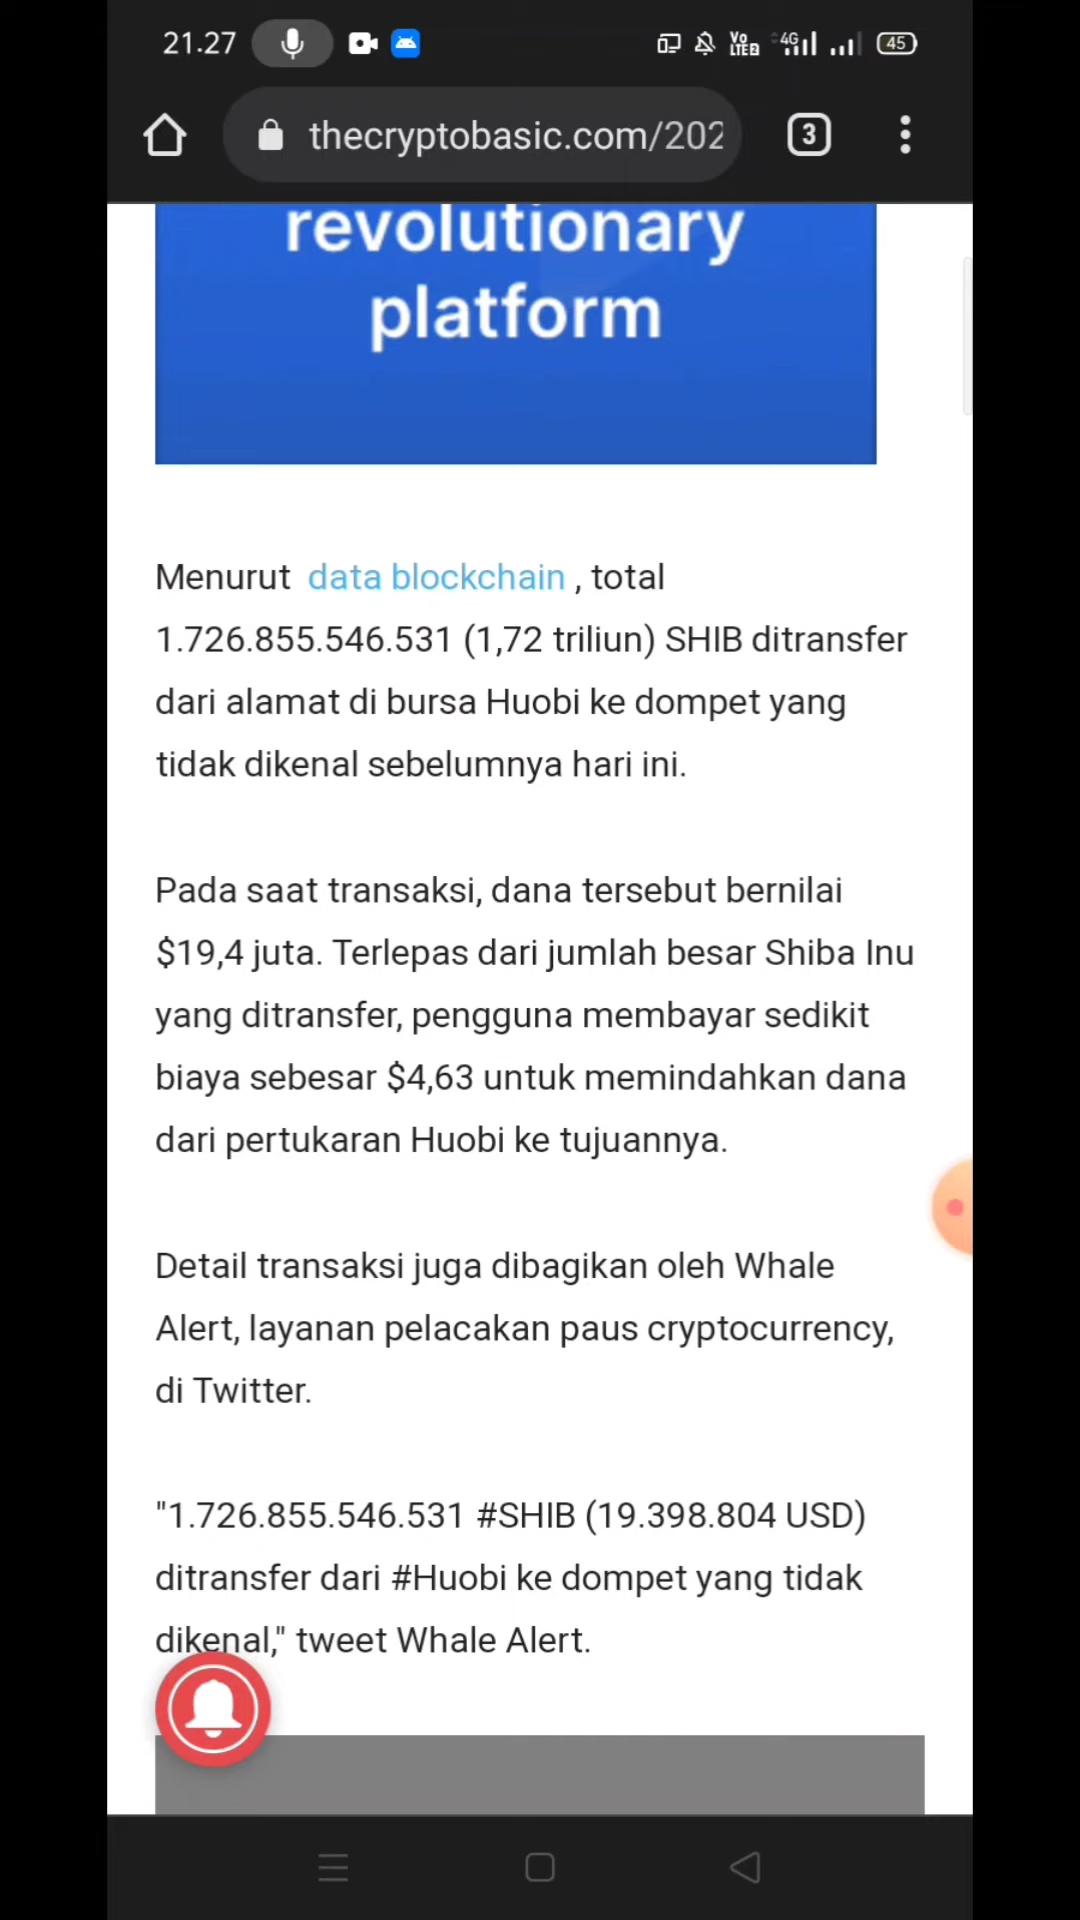 21.27
Vo LTE2
4G
45
thecryptobasic.com/202
3
revolutionary
platform
Menurut data blockchain , total
1.726.855.546.531 (1,72 triliun) SHIB ditransfer
dari alamat di bursa Huobi ke dompet yang
tidak dikenal sebelumnya hari ini.
Pada saat transaksi, dana tersebut bernilai
$19,4 juta. Terlepas dari jumlah besar Shiba Inu
yang ditransfer, pengguna membayar sedikit
biaya sebesar $4,63 untuk memindahkan dana
dari pertukaran Huobi ke tujuannya.
Detail transaksi juga dibagikan oleh Whale
Alert, layanan pelacakan paus cryptocurrency,
di Twitter.
"1.726.855.546.531 #SHIB (19.398.804 USD)
ditransfer dari #Huobi ke dompet yang tidak
dikenal," tweet Whale Alert.